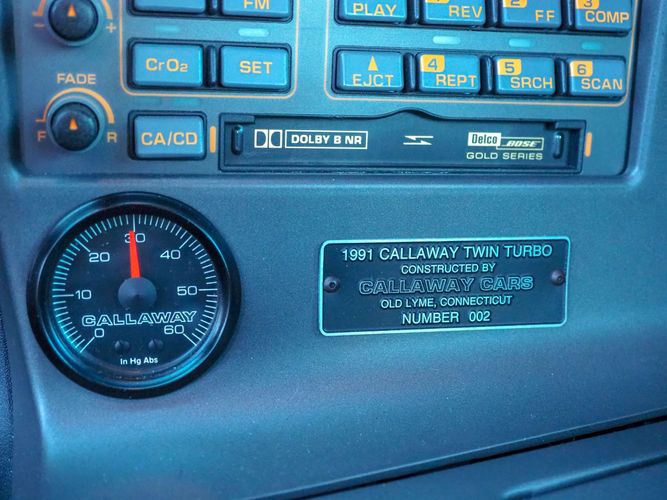 FM
PLAY
1 REV
2 FF
3 COMP
- +
CrO₂
SET
EJCT
4 REPT
5 SRCH
6 SCAN
FADE
F R
CA/CD
DOLBY B NR
Delco BOSE
GOLD SERIES
0 10 20 30 40 50 60
CALLAWAY
In Hg Abs
1991 CALLAWAY TWIN TURBO
CONSTRUCTED BY
CALLAWAY CARS
OLD LYME, CONNECTICUT
NUMBER 002